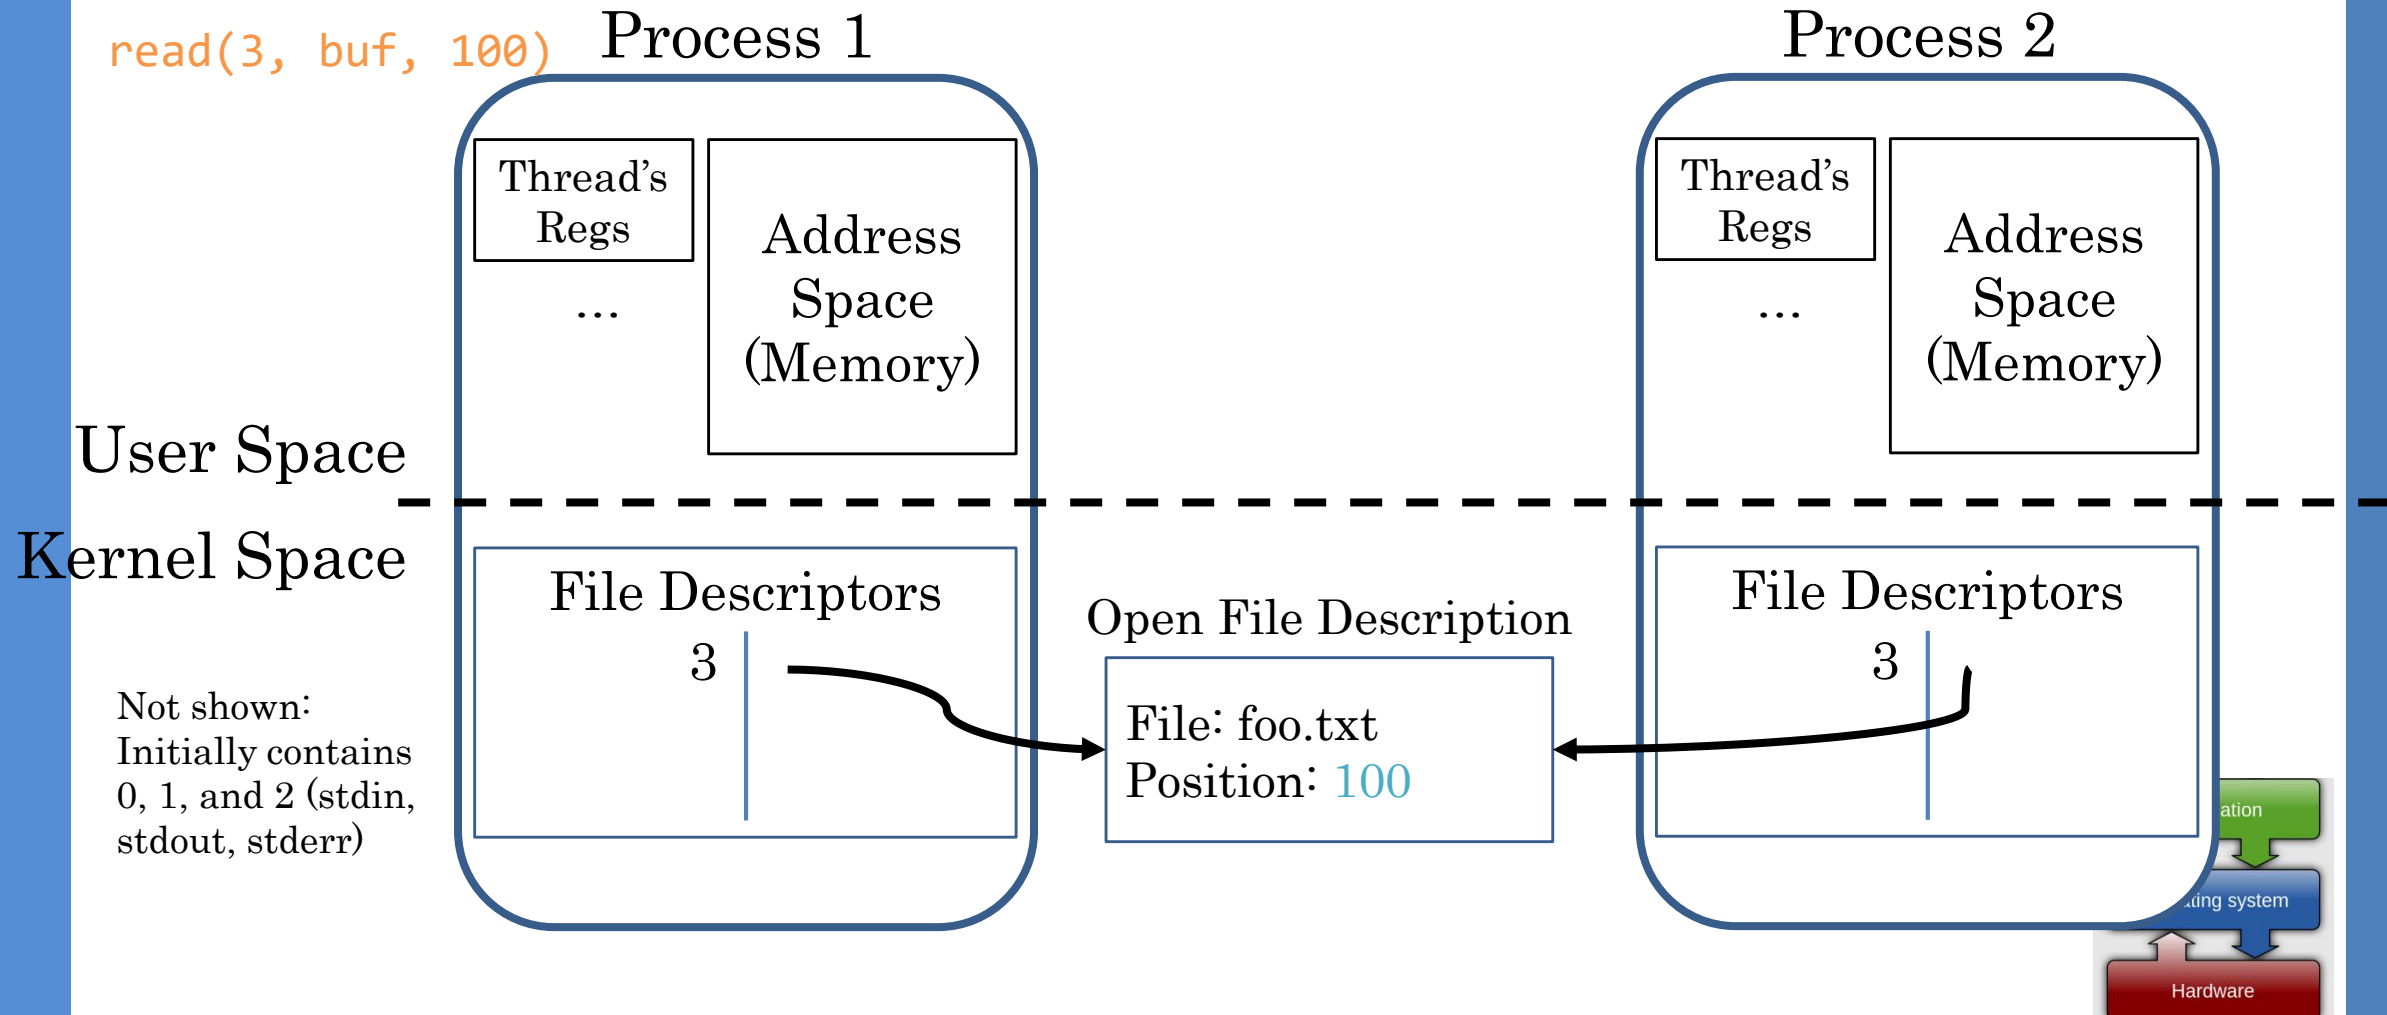 read(3, buf, 100)
Process 1
Process 2
Thread’s
Regs
...
Address
Space
(Memory)
Thread’s
Regs
...
Address
Space
(Memory)
User Space
Kernel Space
File Descriptors
3
Open File Description
File: foo.txt
Position: 100
File Descriptors
3
Not shown:
Initially contains
0, 1, and 2 (stdin,
stdout, stderr)
ation
ting system
Hardware